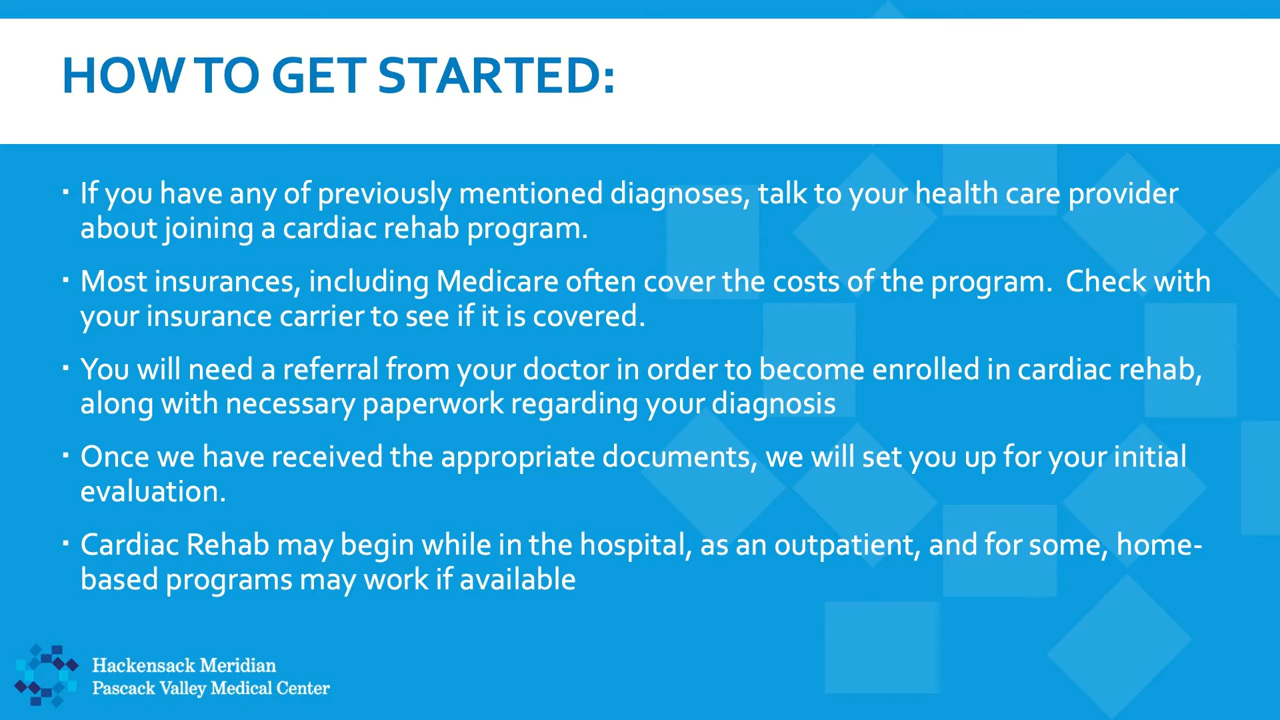 HOW TO GET STARTED:
▪ If you have any of previously mentioned diagnoses, talk to your health care provider
about joining a cardiac rehab program.
▪ Most insurances, including Medicare often cover the costs of the program.  Check with
your insurance carrier to see if it is covered.
▪ You will need a referral from your doctor in order to become enrolled in cardiac rehab,
along with necessary paperwork regarding your diagnosis
▪ Once we have received the appropriate documents, we will set you up for your initial
evaluation.
▪ Cardiac Rehab may begin while in the hospital, as an outpatient, and for some, home-
based programs may work if available
Hackensack Meridian
Pascack Valley Medical Center